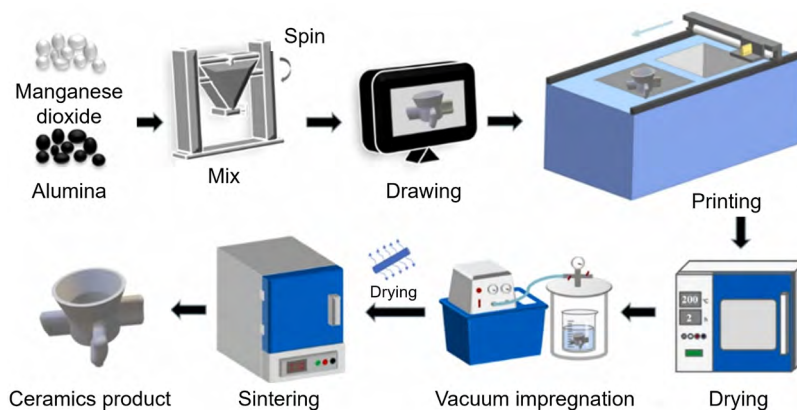 Spin
Manganese
dioxide
Alumina
Mix
Drawing
Printing
Drying
200 °C
2 h
Ceramics product
Sintering
Vacuum impregnation
Drying